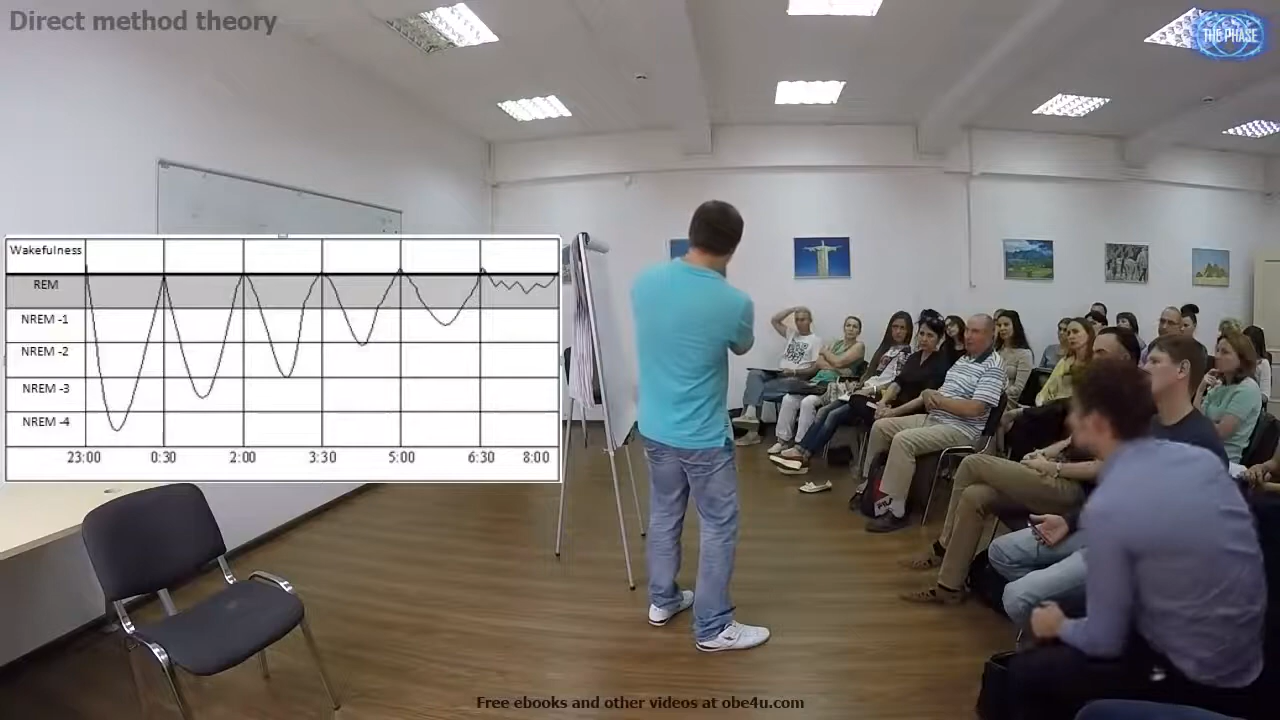 Direct method theory
THE PHASE
Wakefulness
REM
NREM -1
NREM -2
NREM -3
NREM -4
23:00 0:30 2:00 3:30 5:00 6:30 8:00
FILA
Free ebooks and other videos at obe4u.com